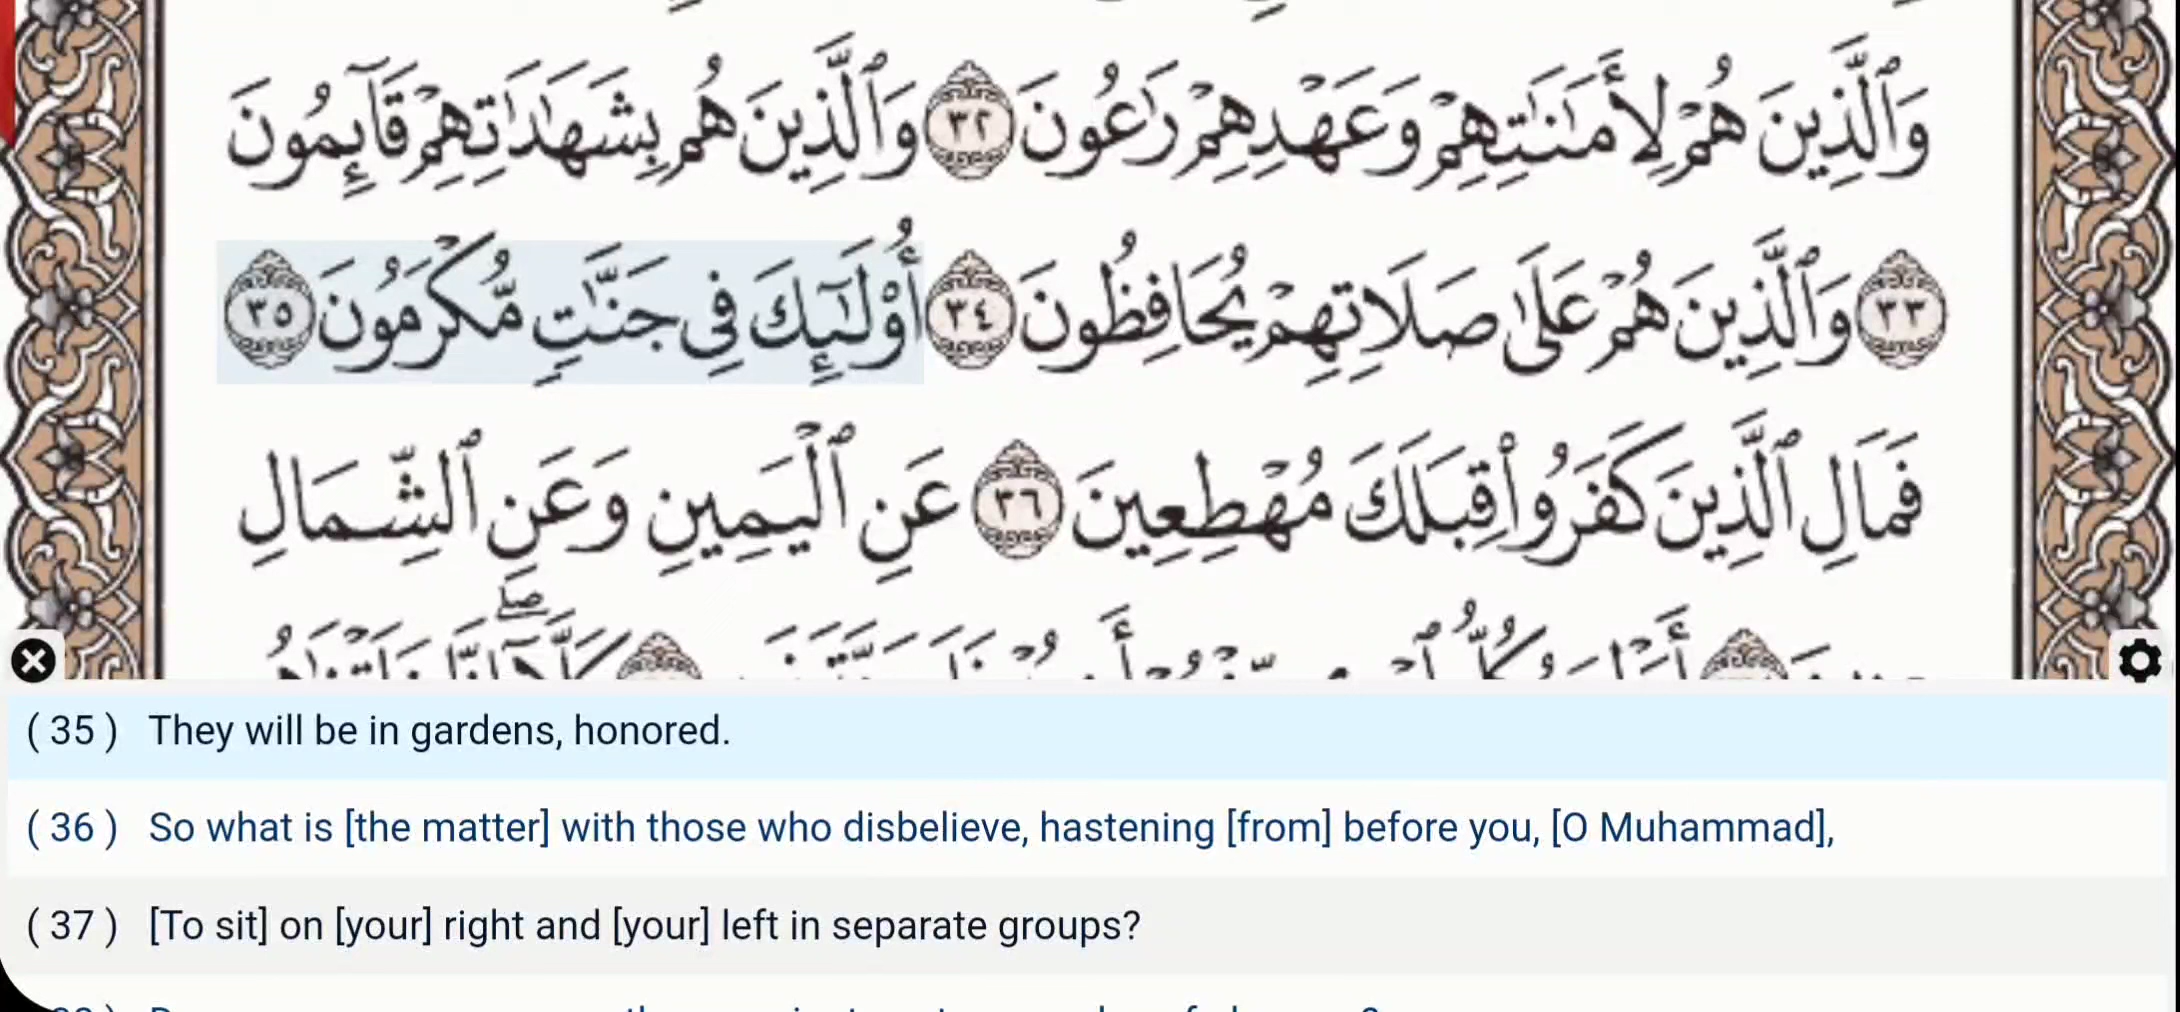 وَٱلَّذِينَ هُمْ لِأَمَـٰنَـٰتِهِمْ وَعَهْدِهِمْ رَٰعُونَ ٣٢ وَٱلَّذِينَ هُم بِشَهَـٰدَٰتِهِمْ قَآئِمُونَ
٣٣ وَٱلَّذِينَ هُمْ عَلَىٰ صَلَاتِهِمْ يُحَافِظُونَ ٣٤ أُو۟لَـٰٓئِكَ فِى جَنَّـٰتٍ مُّكْرَمُونَ ٣٥
فَمَالِ ٱلَّذِينَ كَفَرُوا۟ قِبَلَكَ مُهْطِعِينَ ٣٦ عَنِ ٱلْيَمِينِ وَعَنِ ٱلشِّمَالِ
( 35 ) They will be in gardens, honored.
( 36 ) So what is [the matter] with those who disbelieve, hastening [from] before you, [O Muhammad],
( 37 ) [To sit] on [your] right and [your] left in separate groups?